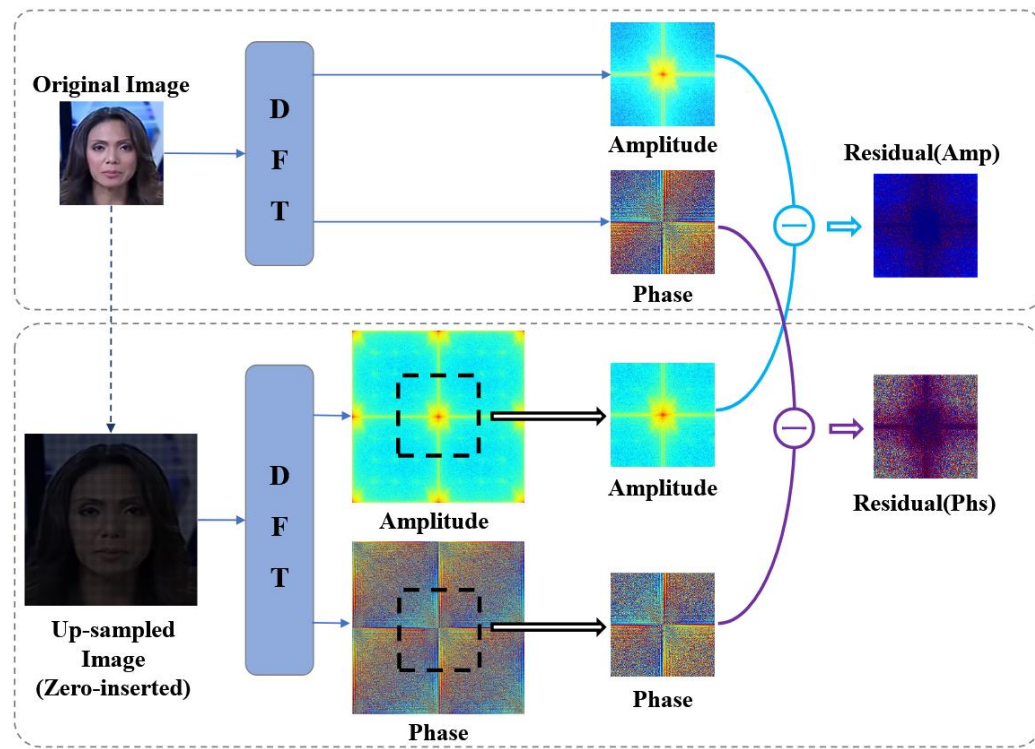 Original Image
D
F
T
Amplitude
Phase
Residual(Amp)
D
F
T
Amplitude
Phase
Amplitude
Phase
Residual(Phs)
Up-sampled
Image
(Zero-inserted)